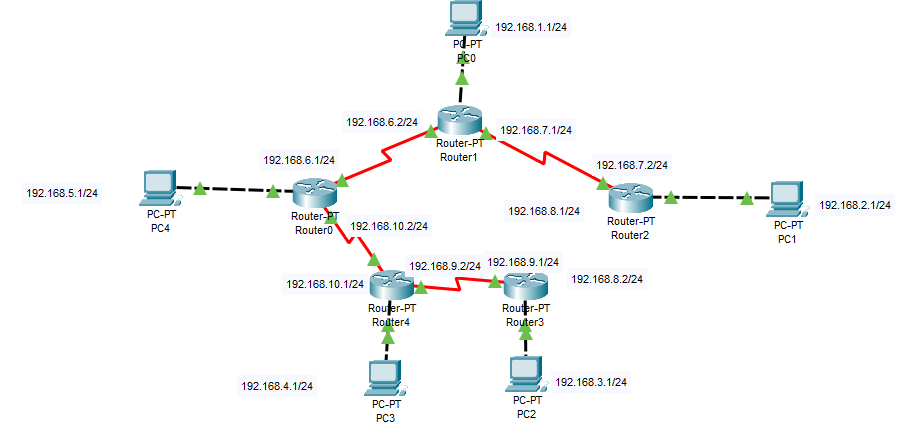 192.168.1.1/24
PC-PT
PC0
192.168.6.2/24
192.168.7.1/24
Router-PT
Router1
192.168.6.1/24
192.168.7.2/24
192.168.5.1/24
PC-PT
PC4
Router-PT
Router0
192.168.10.2/24
192.168.8.1/24
Router-PT
Router2
192.168.2.1/24
PC-PT
PC1
192.168.10.1/24
192.168.9.2/24
192.168.9.1/24
192.168.8.2/24
Router-PT
Router4
Router-PT
Router3
192.168.4.1/24
PC-PT
PC3
192.168.3.1/24
PC-PT
PC2